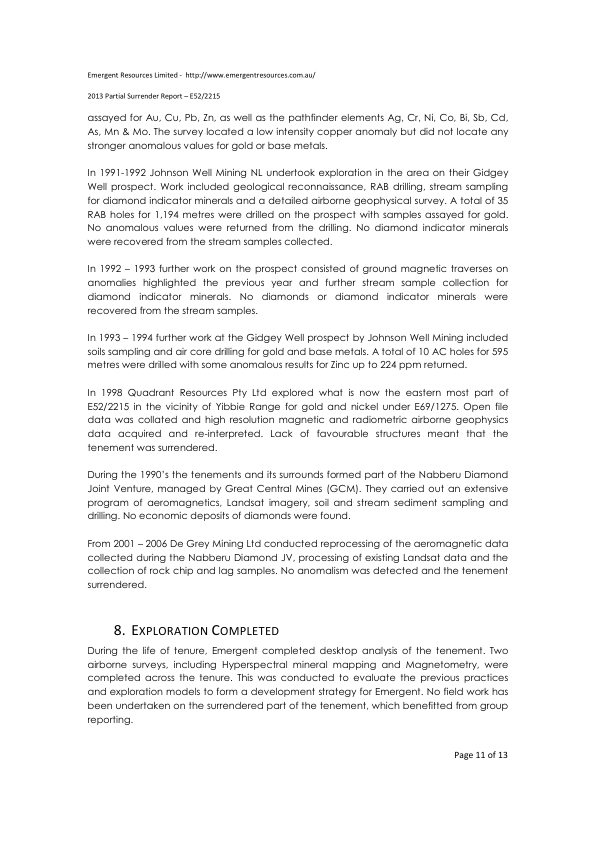 Emergent Resources Limited - http://www.emergentresources.com.au/
2013 Partial Surrender Report – E52/2215
assayed for Au, Cu, Pb, Zn, as well as the pathfinder elements Ag, Cr, Ni, Co, Bi, Sb, Cd,
As, Mn & Mo. The survey located a low intensity copper anomaly but did not locate any
stronger anomalous values for gold or base metals.
In 1991-1992 Johnson Well Mining NL undertook exploration in the area on their Gidgey
Well prospect. Work included geological reconnaissance, RAB drilling, stream sampling
for diamond indicator minerals and a detailed airborne geophysical survey. A total of 35
RAB holes for 1,194 metres were drilled on the prospect with samples assayed for gold.
No anomalous values were returned from the drilling. No diamond indicator minerals
were recovered from the stream samples collected.
In 1992 – 1993 further work on the prospect consisted of ground magnetic traverses on
anomalies highlighted the previous year and further stream sample collection for
diamond indicator minerals. No diamonds or diamond indicator minerals were
recovered from the stream samples.
In 1993 – 1994 further work at the Gidgey Well prospect by Johnson Well Mining included
soils sampling and air core drilling for gold and base metals. A total of 10 AC holes for 595
metres were drilled with some anomalous results for Zinc up to 224 ppm returned.
In 1998 Quadrant Resources Pty Ltd explored what is now the eastern most part of
E52/2215 in the vicinity of Yibbie Range for gold and nickel under E69/1275. Open file
data was collated and high resolution magnetic and radiometric airborne geophysics
data acquired and re-interpreted. Lack of favourable structures meant that the
tenement was surrendered.
During the 1990's the tenements and its surrounds formed part of the Nabberu Diamond
Joint Venture, managed by Great Central Mines (GCM). They carried out an extensive
program of aeromagnetics, Landsat imagery, soil and stream sediment sampling and
drilling. No economic deposits of diamonds were found.
From 2001 – 2006 De Grey Mining Ltd conducted reprocessing of the aeromagnetic data
collected during the Nabberu Diamond JV, processing of existing Landsat data and the
collection of rock chip and lag samples. No anomalism was detected and the tenement
surrendered.
8. EXPLORATION COMPLETED
During the life of tenure, Emergent completed desktop analysis of the tenement. Two
airborne surveys, including Hyperspectral mineral mapping and Magnetometry, were
completed across the tenure. This was conducted to evaluate the previous practices
and exploration models to form a development strategy for Emergent. No field work has
been undertaken on the surrendered part of the tenement, which benefitted from group
reporting.
Page 11 of 13